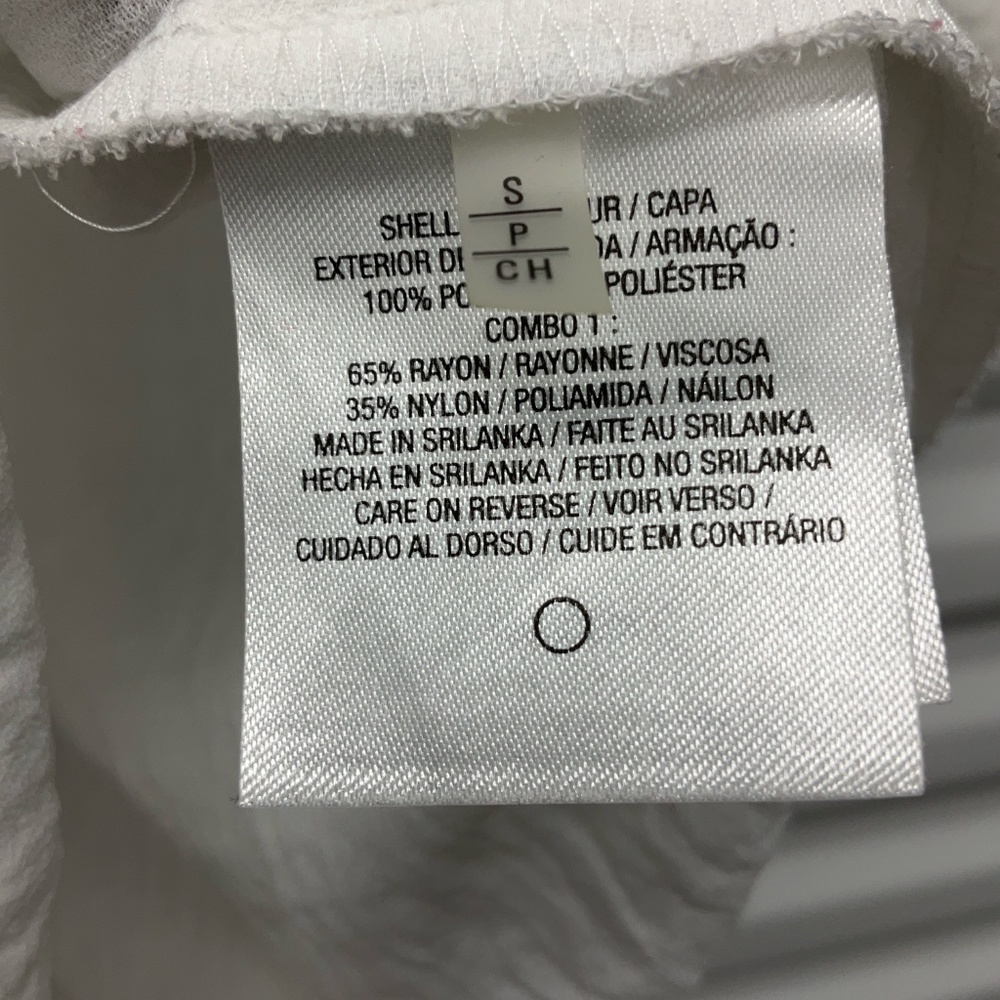 S
P
CH
SHELL UR / CAPA
EXTERIOR DA / ARMAÇÃO :
100% POLIÉSTER
COMBO 1 :
65% RAYON / RAYONNE / VISCOSA
35% NYLON / POLIAMIDA / NÁILON
MADE IN SRILANKA / FAITE AU SRILANKA
HECHA EN SRILANKA / FEITO NO SRILANKA
CARE ON REVERSE / VOIR VERSO /
CUIDADO AL DORSO / CUIDE EM CONTRÁRIO